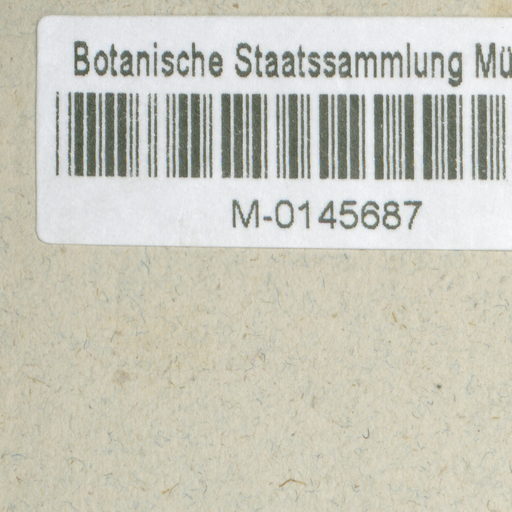 Botanische Staatssammlung Mü
M-0145687